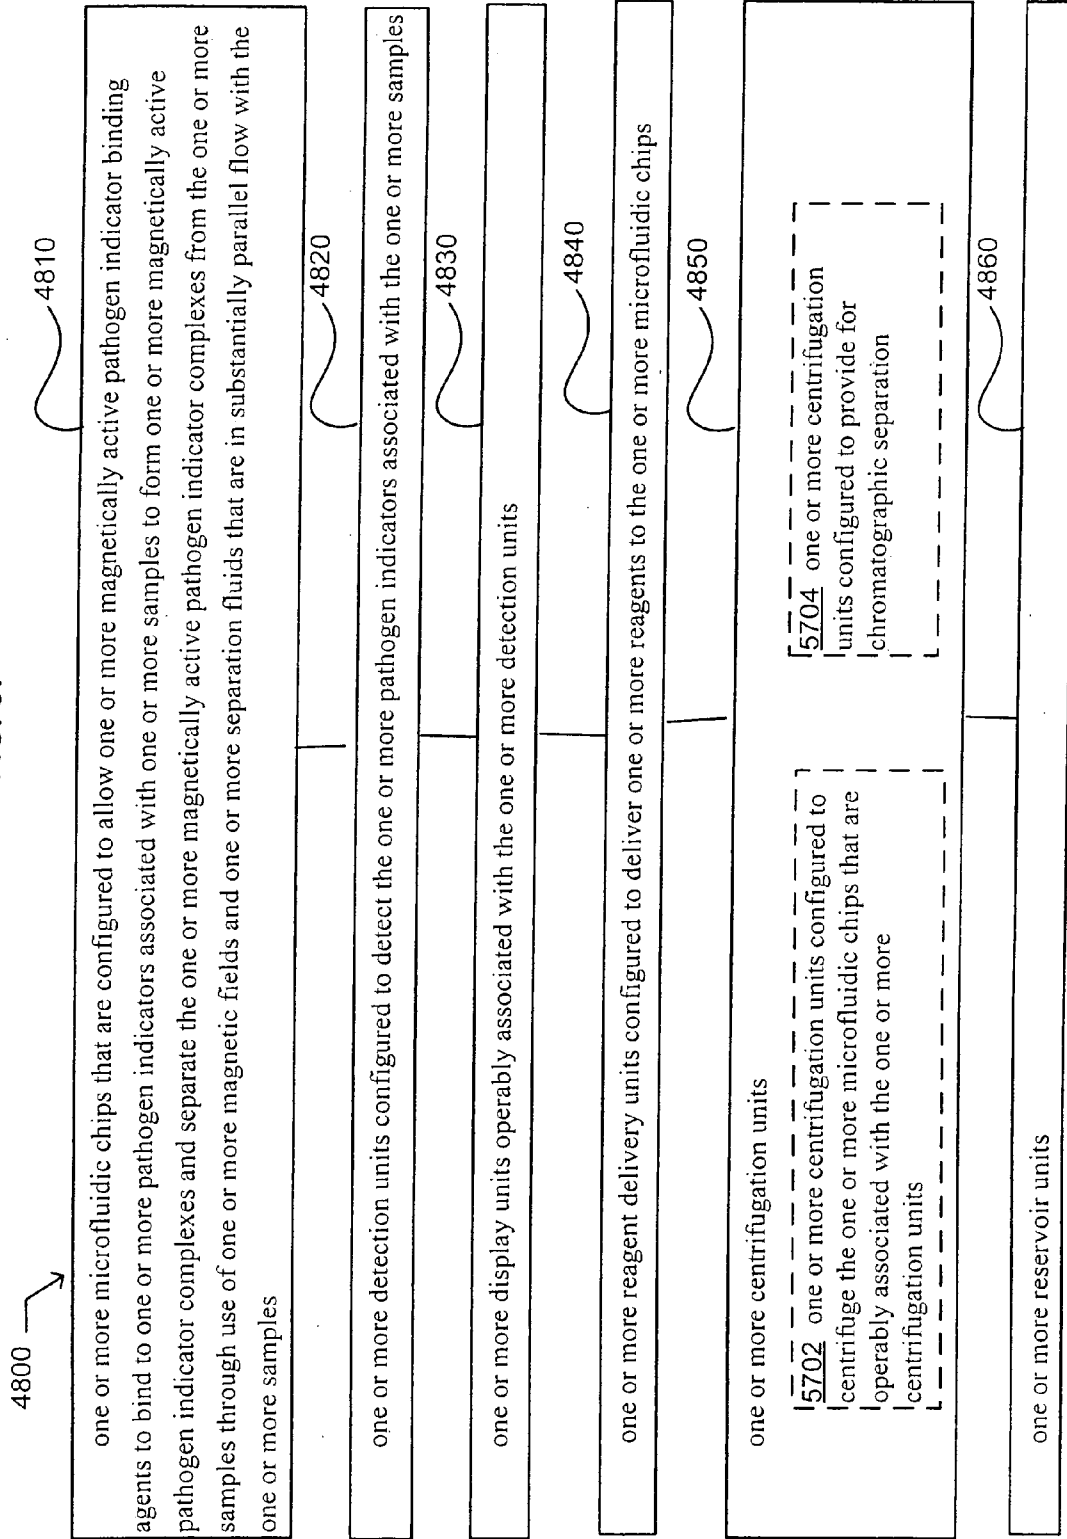 4800
4810
one or more microfluidic chips that are configured to allow one or more magnetically active pathogen indicator binding
agents to bind to one or more pathogen indicators associated with one or more samples to form one or more magnetically active
pathogen indicator complexes and separate the one or more magnetically active pathogen indicator complexes from the one or more
samples through use of one or more magnetic fields and one or more separation fluids that are in substantially parallel flow with the
one or more samples
4820
one or more detection units configured to detect the one or more pathogen indicators associated with the one or more samples
4830
one or more display units operably associated with the one or more detection units
4840
one or more reagent delivery units configured to deliver one or more reagents to the one or more microfluidic chips
4850
one or more centrifugation units
5702 one or more centrifugation units configured to
centrifuge the one or more microfluidic chips that are
operably associated with the one or more
centrifugation units
5704 one or more centrifugation
units configured to provide for
chromatographic separation
4860
one or more reservoir units